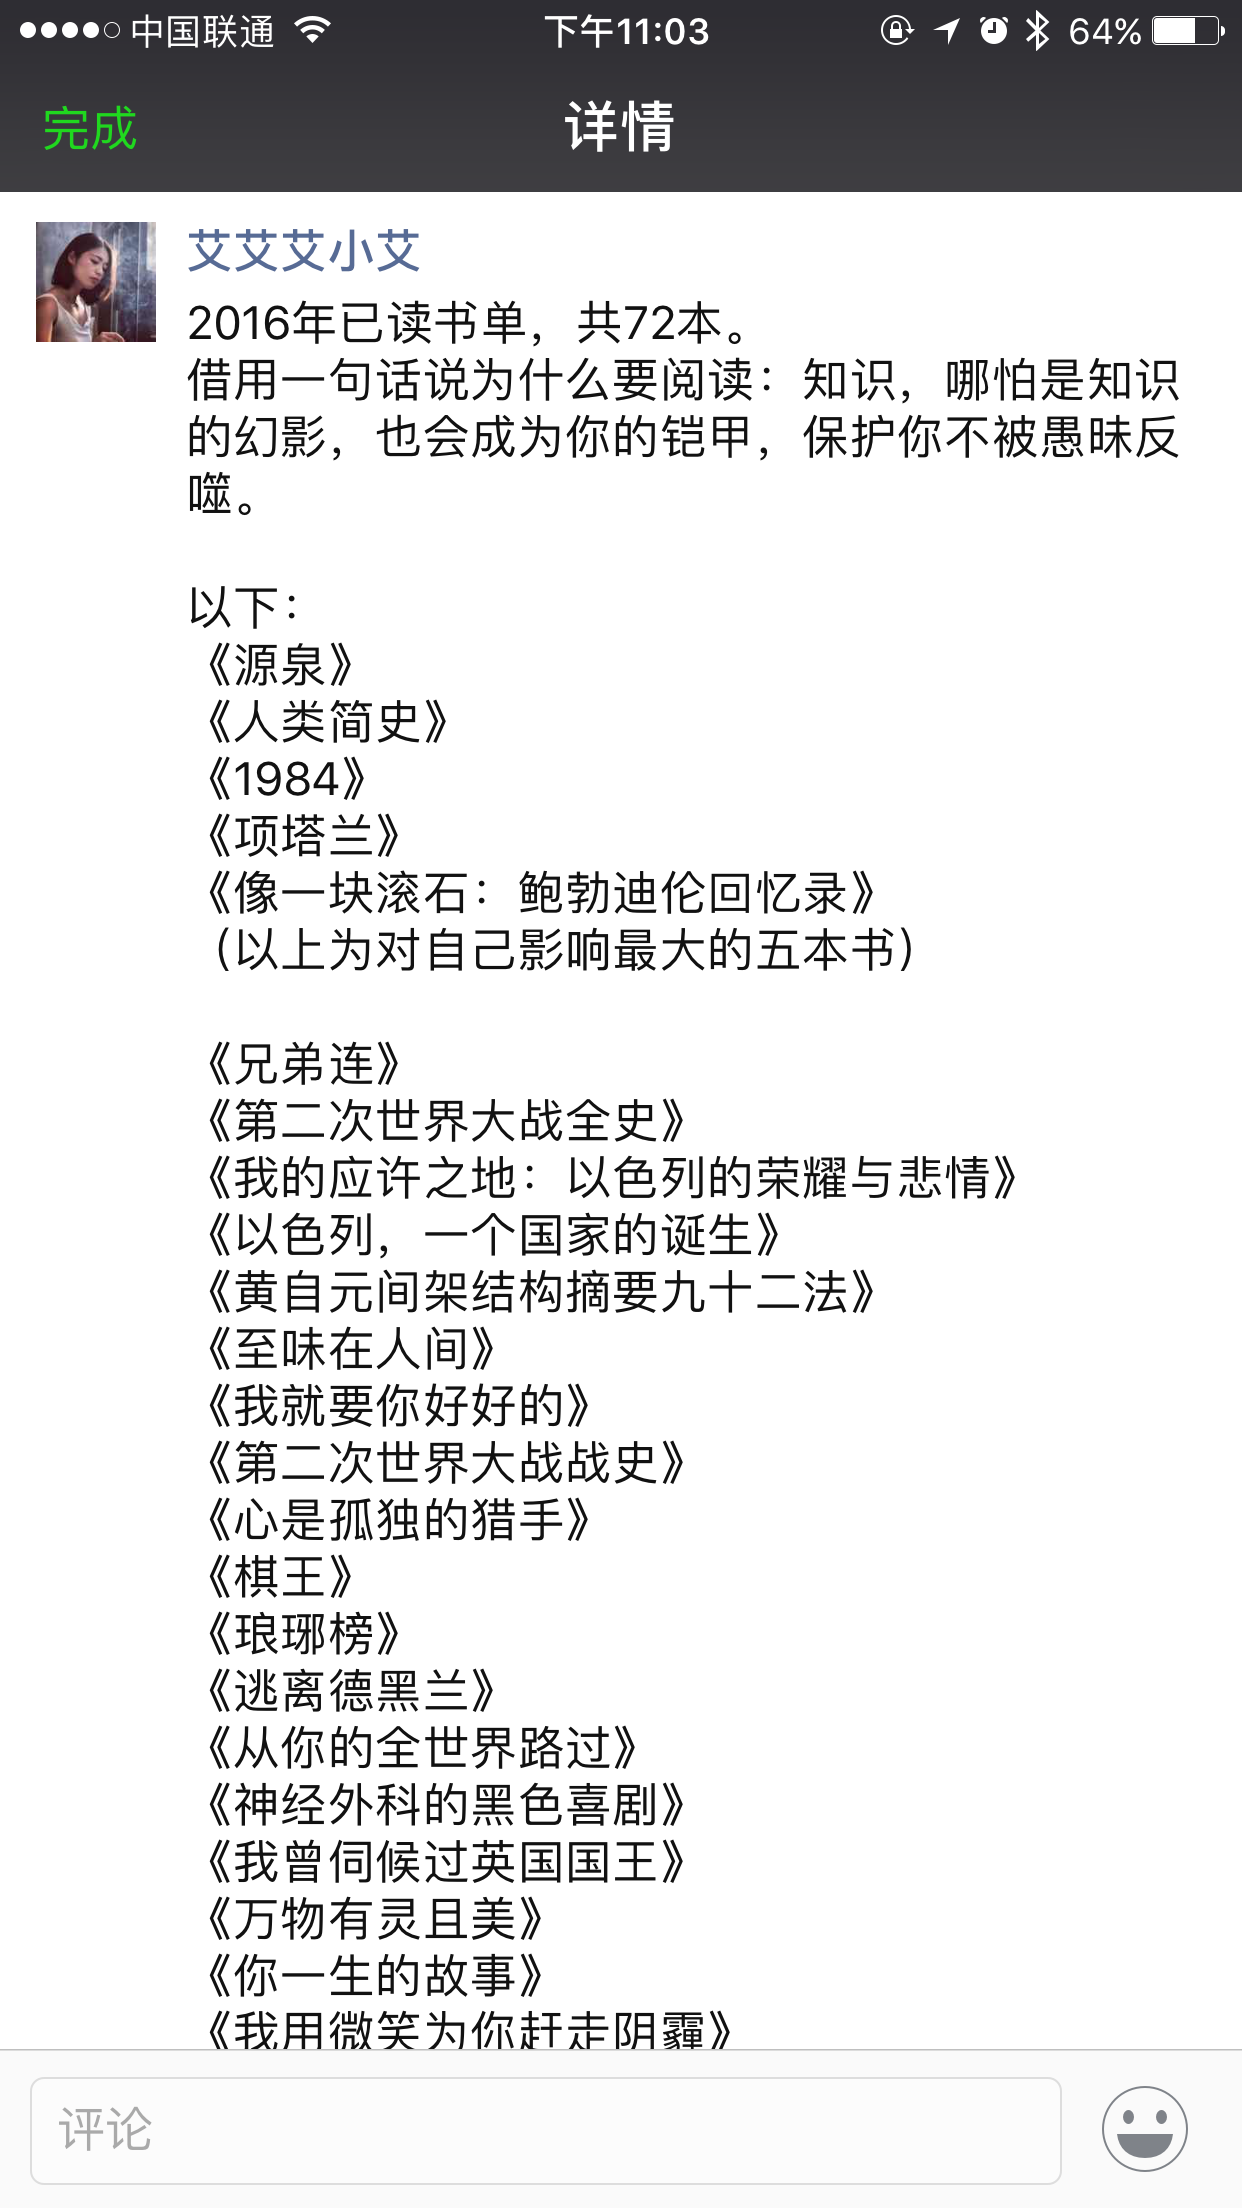 中国联通 下午11:03 64%
完成 详情
艾艾艾小艾
2016年已读书单，共72本。
借用一句话说为什么要阅读：知识，哪怕是知识
的幻影，也会成为你的铠甲，保护你不被愚昧反
噬。
以下：
《源泉》
《人类简史》
《1984》
《项塔兰》
《像一块滚石：鲍勃迪伦回忆录》
（以上为对自己影响最大的五本书）
《兄弟连》
《第二次世界大战全史》
《我的应许之地：以色列的荣耀与悲情》
《以色列，一个国家的诞生》
《黄自元间架结构摘要九十二法》
《至味在人间》
《我就要你好好的》
《第二次世界大战战史》
《心是孤独的猎手》
《棋王》
《琅琊榜》
《逃离德黑兰》
《从你的全世界路过》
《神经外科的黑色喜剧》
《我曾伺候过英国国王》
《万物有灵且美》
《你一生的故事》
《我用微笑为你赶走阴霾》
评论